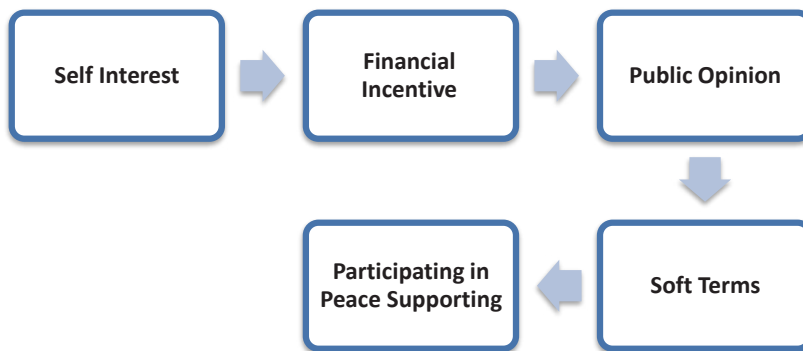 Self Interest
Financial
Incentive
Public Opinion
Soft Terms
Participating in
Peace Supporting